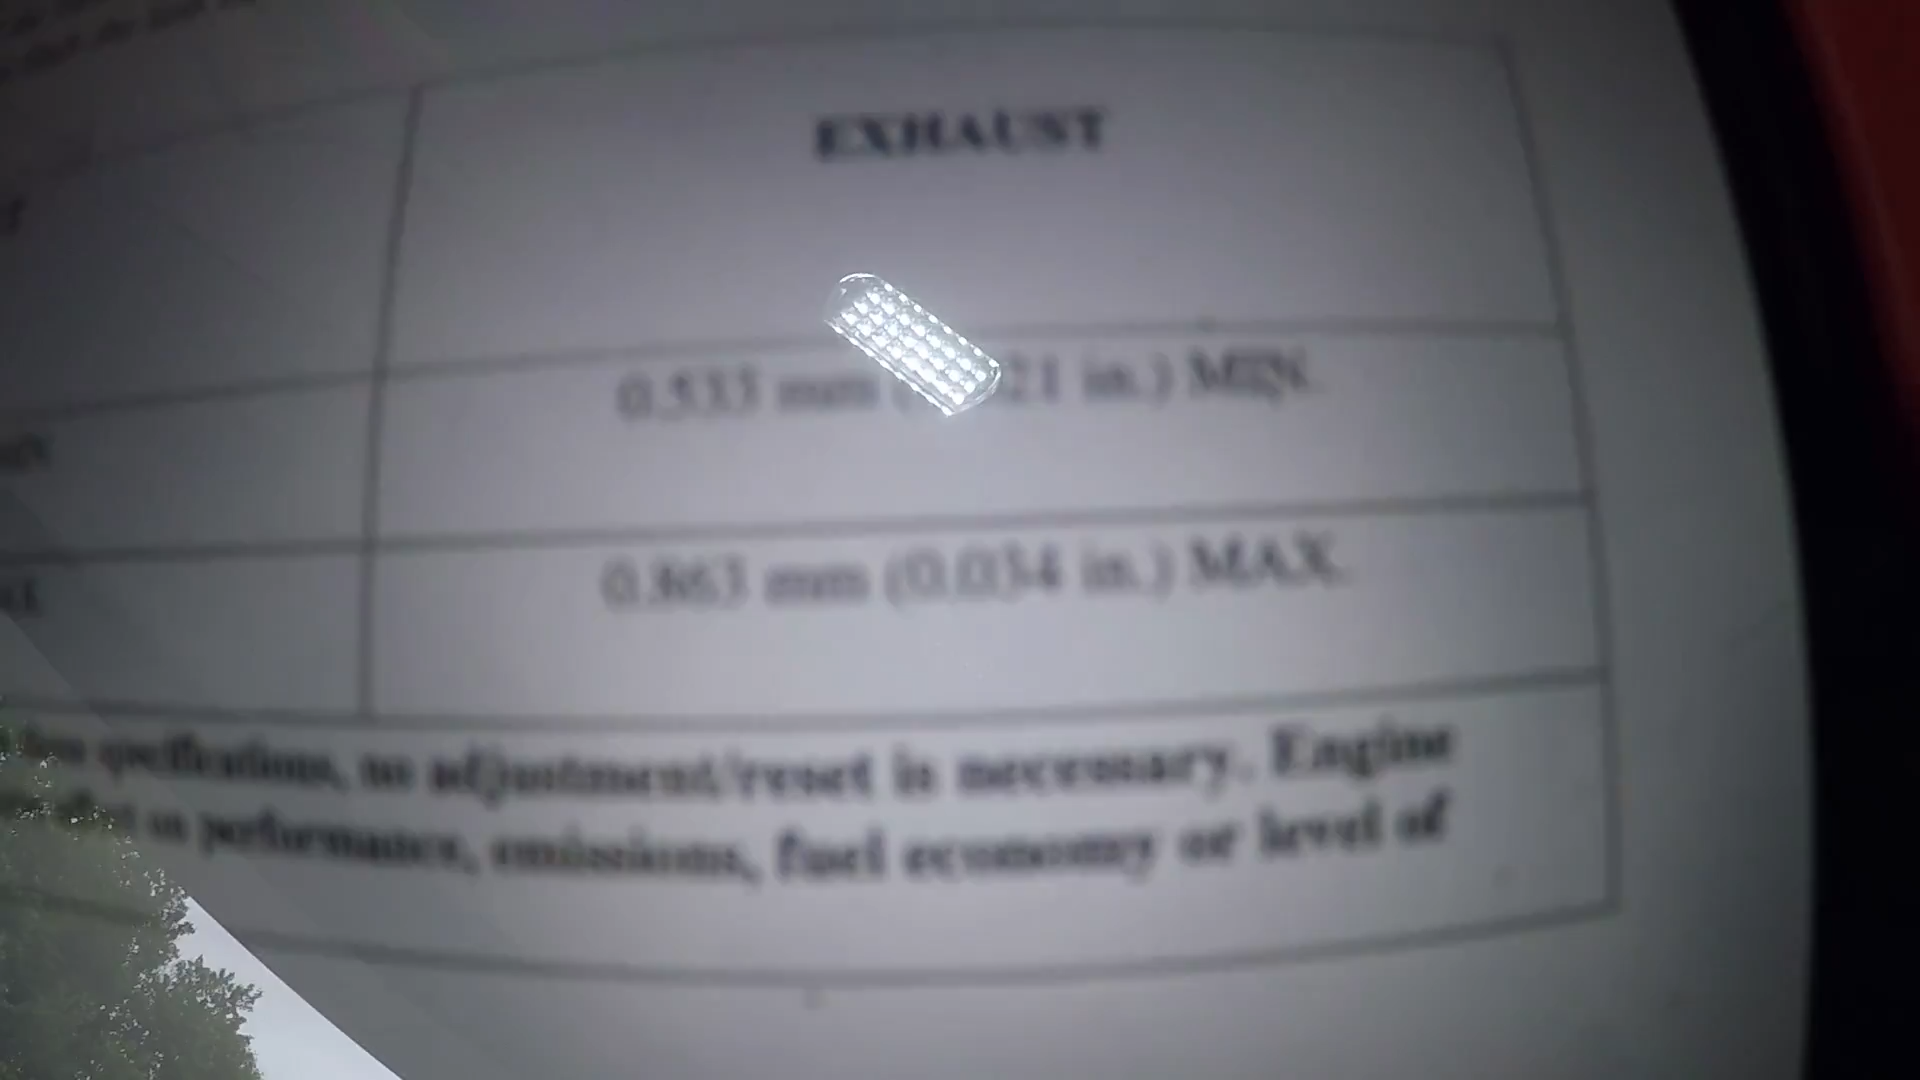 EXHAUST
0.533 mm ( 21 in.) MIN.
0.863 mm (0.034 in.) MAX.
specifications, no adjustment/reset is necessary. Engine
on performance, emissions, fuel economy or level of